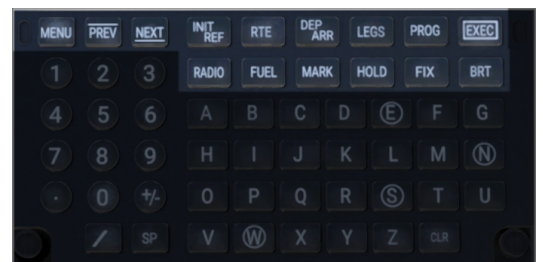 MENU PREV NEXT INIT REF RTE DEP ARR LEGS PROG EXEC
1 2 3 RADIO FUEL MARK HOLD FIX BRT
4 5 6 A B C D E F G
7 8 9 H I J K L M N
. 0 +/- O P Q R S T U
/ SP V W X Y Z CLR